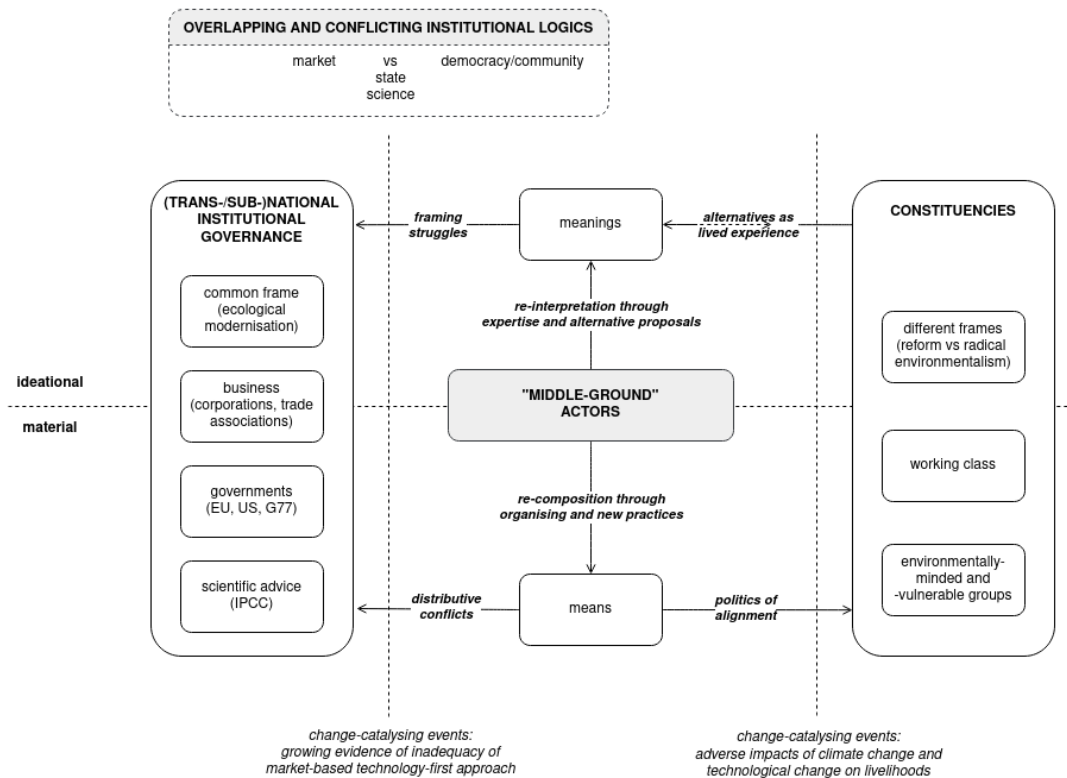 OVERLAPPING AND CONFLICTING INSTITUTIONAL LOGICS
market vs democracy/community
state
science
(TRANS-/SUB-)NATIONAL
INSTITUTIONAL
GOVERNANCE
common frame
(ecological
modernisation)
business
(corporations, trade
associations)
governments
(EU, US, G77)
scientific advice
(IPCC)
ideational
material
framing
struggles
meanings
alternatives as
lived experience
re-interpretation through
expertise and alternative proposals
"MIDDLE-GROUND"
ACTORS
re-composition through
organising and new practices
distributive
conflicts
means
politics of
alignment
CONSTITUENCIES
different frames
(reform vs radical
environmentalism)
working class
environmentally-
minded and
-vulnerable groups
change-catalysing events:
growing evidence of inadequacy of
market-based technology-first approach
change-catalysing events:
adverse impacts of climate change and
technological change on livelihoods